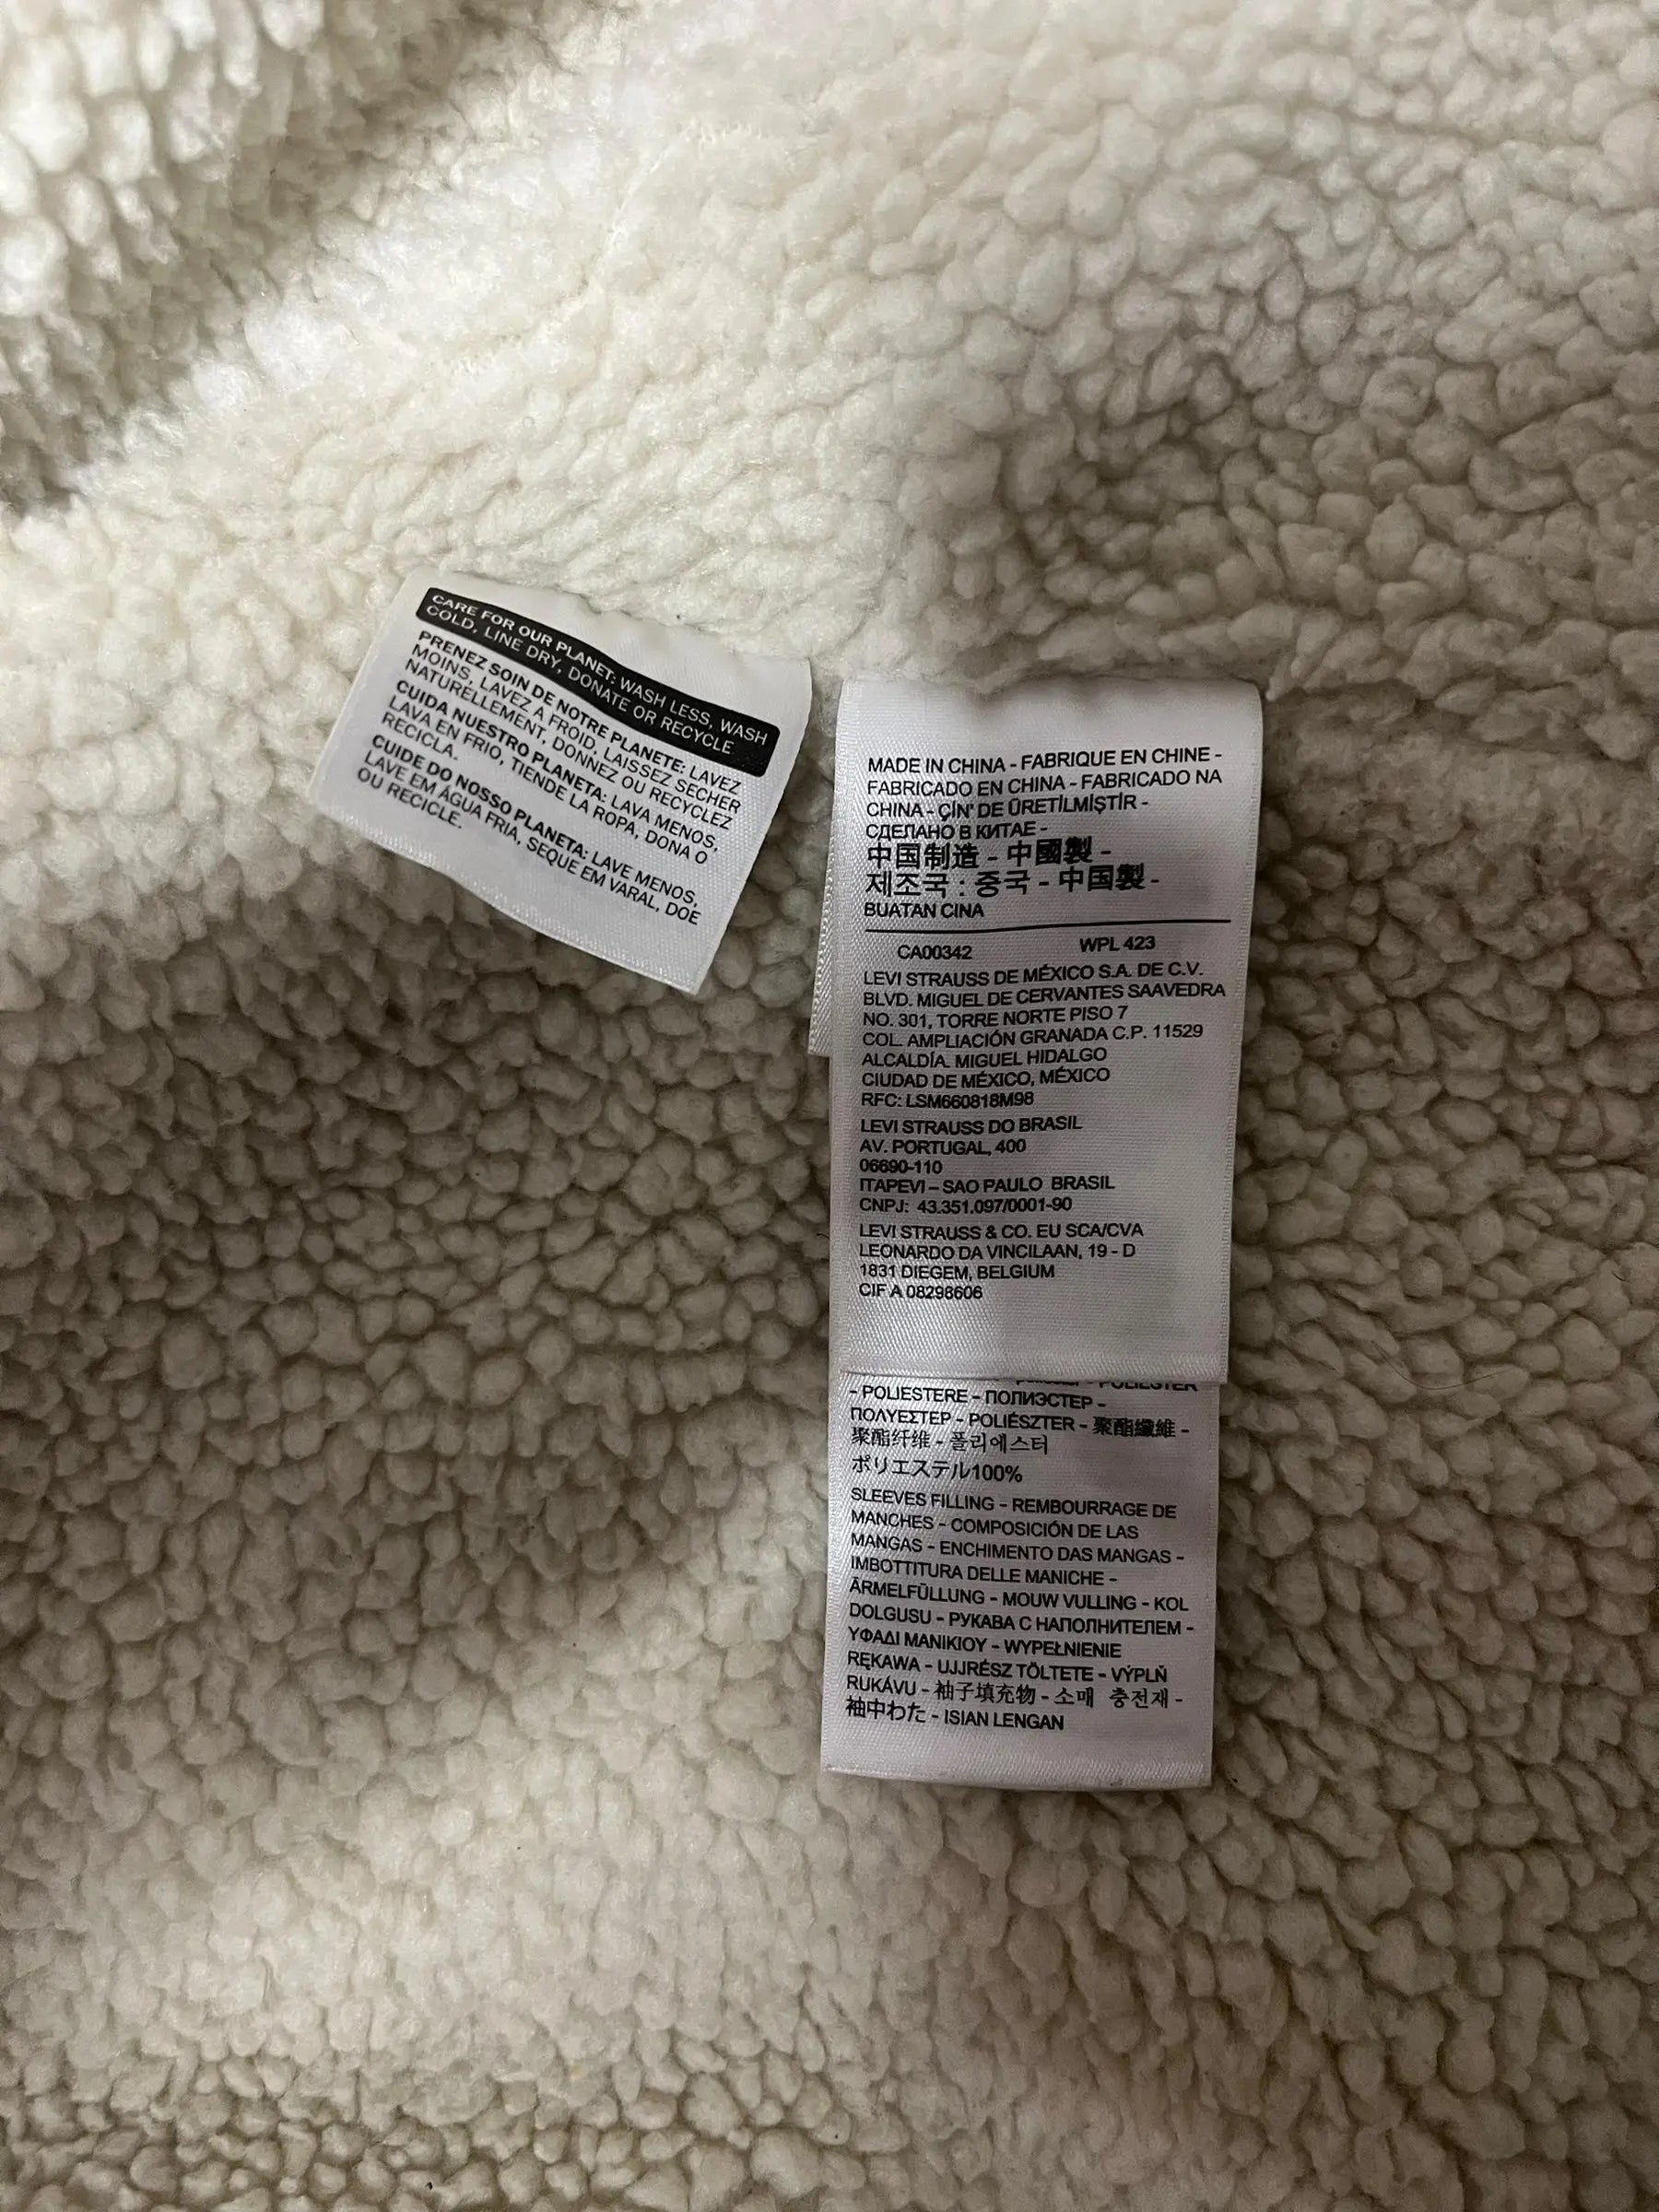 CARE FOR OUR PLANET: WASH LESS, WASH
COLD, LINE DRY, DONATE OR RECYCLE
PRENEZ SOIN DE NOTRE PLANETE: LAVEZ
MOINS, LAVEZ A FROID, LAISSEZ SECHER
NATURELLEMENT, DONNEZ OU RECYCLEZ
CUIDA NUESTRO PLANETA: LAVA MENOS,
LAVA EN FRIO, TIENDE LA ROPA, DONA O
RECICLA.
CUIDE DO NOSSO PLANETA: LAVE MENOS,
LAVE EM ÁGUA FRIA, SEQUE EM VARAL, DOE
OU RECICLE.
MADE IN CHINA - FABRIQUE EN CHINE -
FABRICADO EN CHINA - FABRICADO NA
CHINA - ÇİN' DE ÜRETİLMİŞTİR -
СДЕЛАНО В КИТАЕ -
中国制造 - 中國製 -
제조국 : 중국 - 中国製 -
BUATAN CINA
CA00342 WPL 423
LEVI STRAUSS DE MÉXICO S.A. DE C.V.
BLVD. MIGUEL DE CERVANTES SAAVEDRA
NO. 301, TORRE NORTE PISO 7
COL. AMPLIACIÓN GRANADA C.P. 11529
ALCALDÍA. MIGUEL HIDALGO
CIUDAD DE MÉXICO, MÉXICO
RFC: LSM660818M98
LEVI STRAUSS DO BRASIL
AV. PORTUGAL, 400
06690-110
ITAPEVI – SAO PAULO BRASIL
CNPJ: 43.351.097/0001-90
LEVI STRAUSS & CO. EU SCA/CVA
LEONARDO DA VINCILAAN, 19 - D
1831 DIEGEM, BELGIUM
CIF A 08298606
- POLIESTER
- POLIESTERE - ПОЛИЭСТЕР -
ΠΟΛΥΕΣΤΕΡ - POLIÉSZTER - 聚酯纖維 -
聚酯纤维 - 폴리에스터
ポリエステル100%
SLEEVES FILLING - REMBOURRAGE DE
MANCHES - COMPOSICIÓN DE LAS
MANGAS - ENCHIMENTO DAS MANGAS -
IMBOTTITURA DELLE MANICHE -
ÄRMELFÜLLUNG - MOUW VULLING - KOL
DOLGUSU - РУКАВА С НАПОЛНИТЕЛЕМ -
ΥΦΑΔΙ ΜΑΝΙΚΙΟΥ - WYPEŁNIENIE
RĘKAWA - UJJRÉSZ TÖLTETE - VÝPLŇ
RUKÁVU - 袖子填充物 - 소매 충전재 -
袖中わた - ISIAN LENGAN